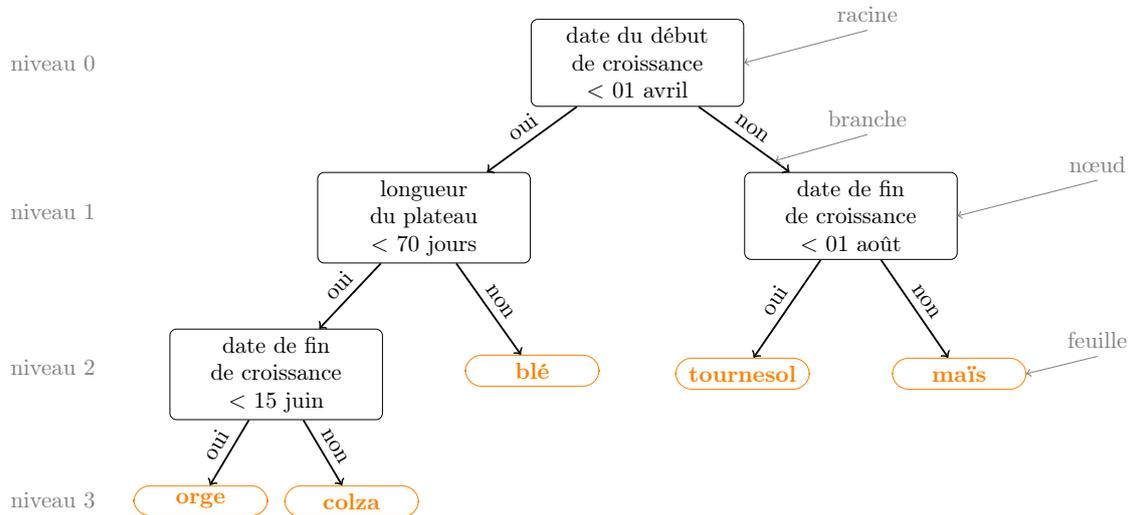 racine
niveau 0
date du début
de croissance
< 01 avril
oui
non
branche
nœud
niveau 1
longueur
du plateau
< 70 jours
date de fin
de croissance
< 01 août
oui
non
oui
non
feuille
niveau 2
date de fin
de croissance
< 15 juin
blé
tournesol
maïs
oui
non
niveau 3
orge
colza